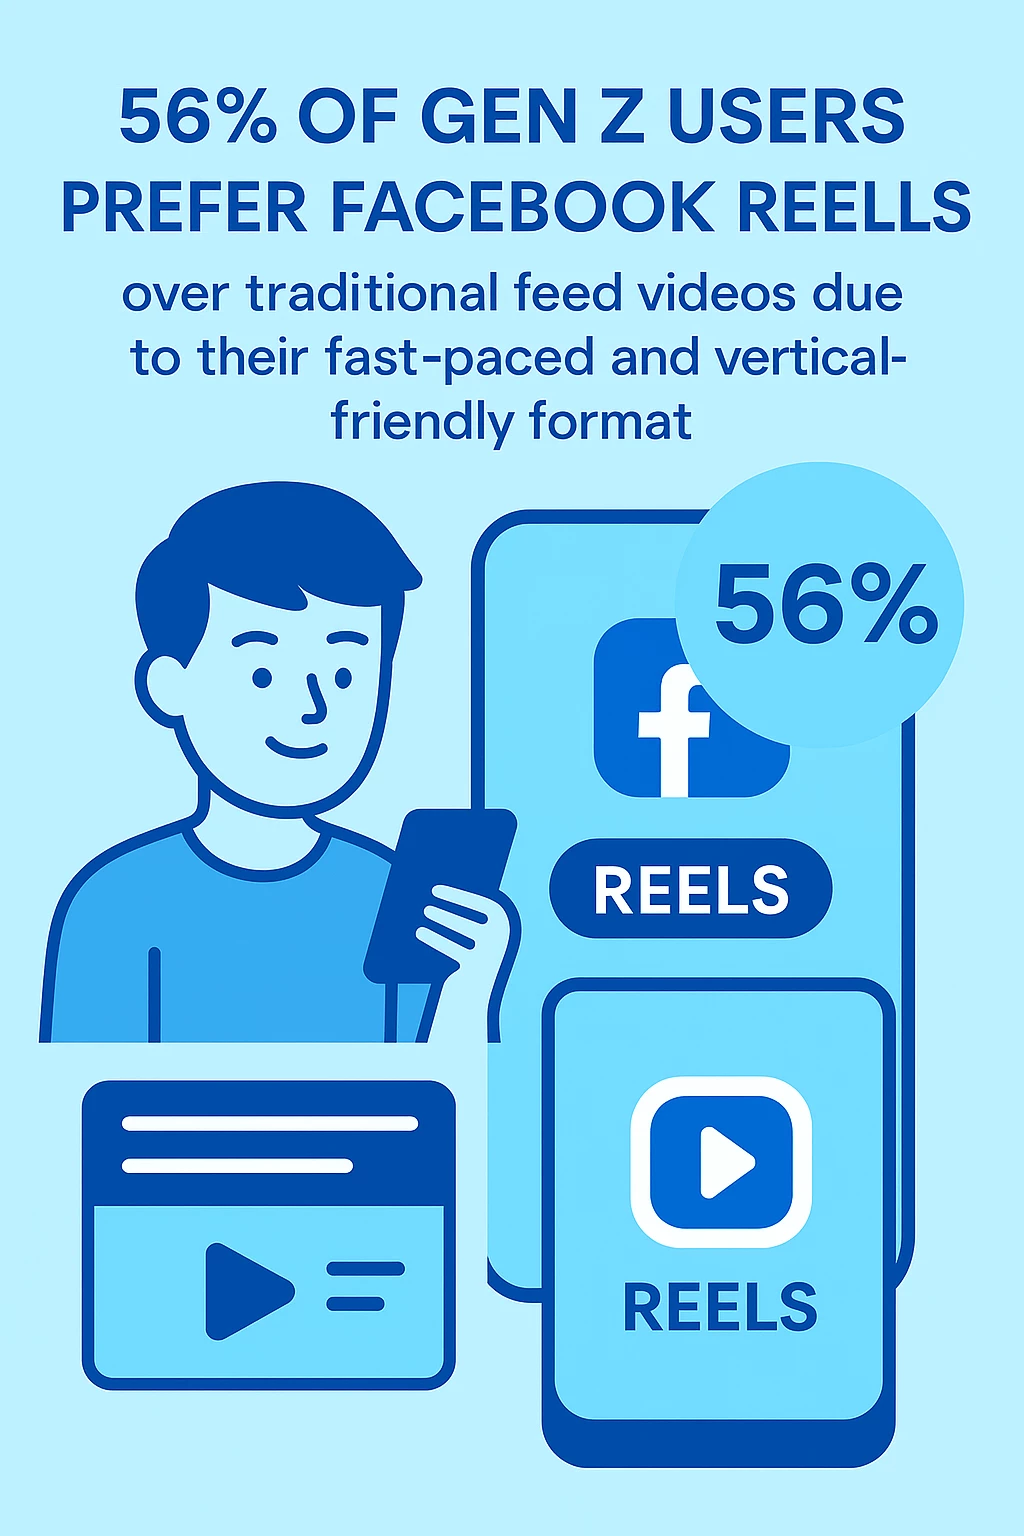 56% OF GEN Z USERS
PREFER FACEBOOK REELLS
over traditional feed videos due
to their fast-paced and vertical-
friendly format
56%
f
REELS
REELS